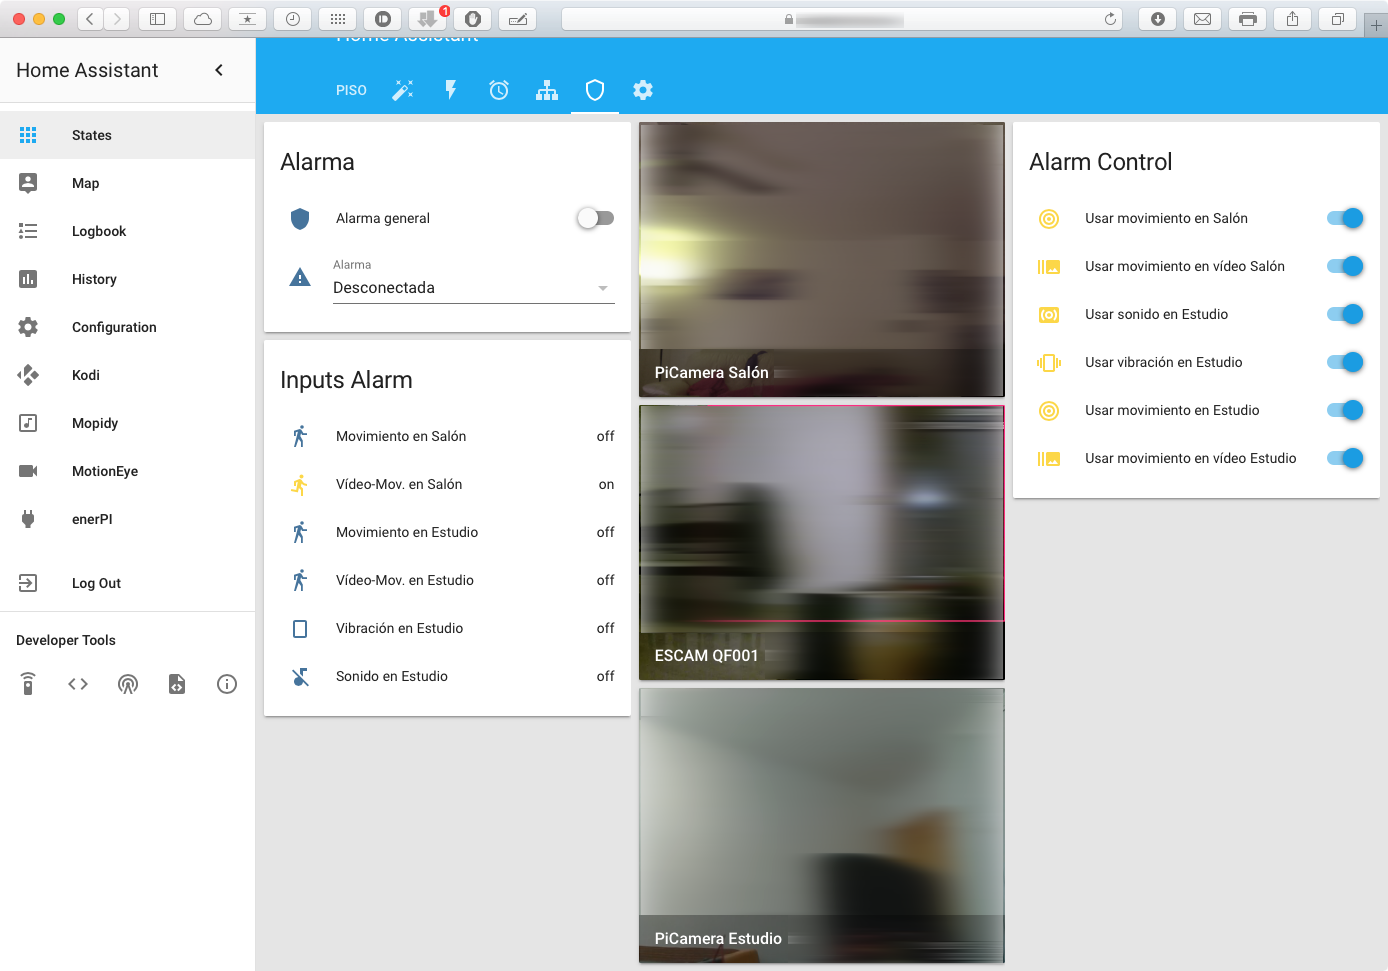 1
Home Assistant
Home Assistant
PISO
States
Map
Logbook
History
Configuration
Kodi
Mopidy
MotionEye
enerPI
Log Out
Developer Tools
Alarma
Alarma general
Alarma
Desconectada
Inputs Alarm
Movimiento en Salón off
Vídeo-Mov. en Salón on
Movimiento en Estudio off
Vídeo-Mov. en Estudio off
Vibración en Estudio off
Sonido en Estudio off
PiCamera Salón
ESCAM QF001
PiCamera Estudio
Alarm Control
Usar movimiento en Salón
Usar movimiento en vídeo Salón
Usar sonido en Estudio
Usar vibración en Estudio
Usar movimiento en Estudio
Usar movimiento en vídeo Estudio